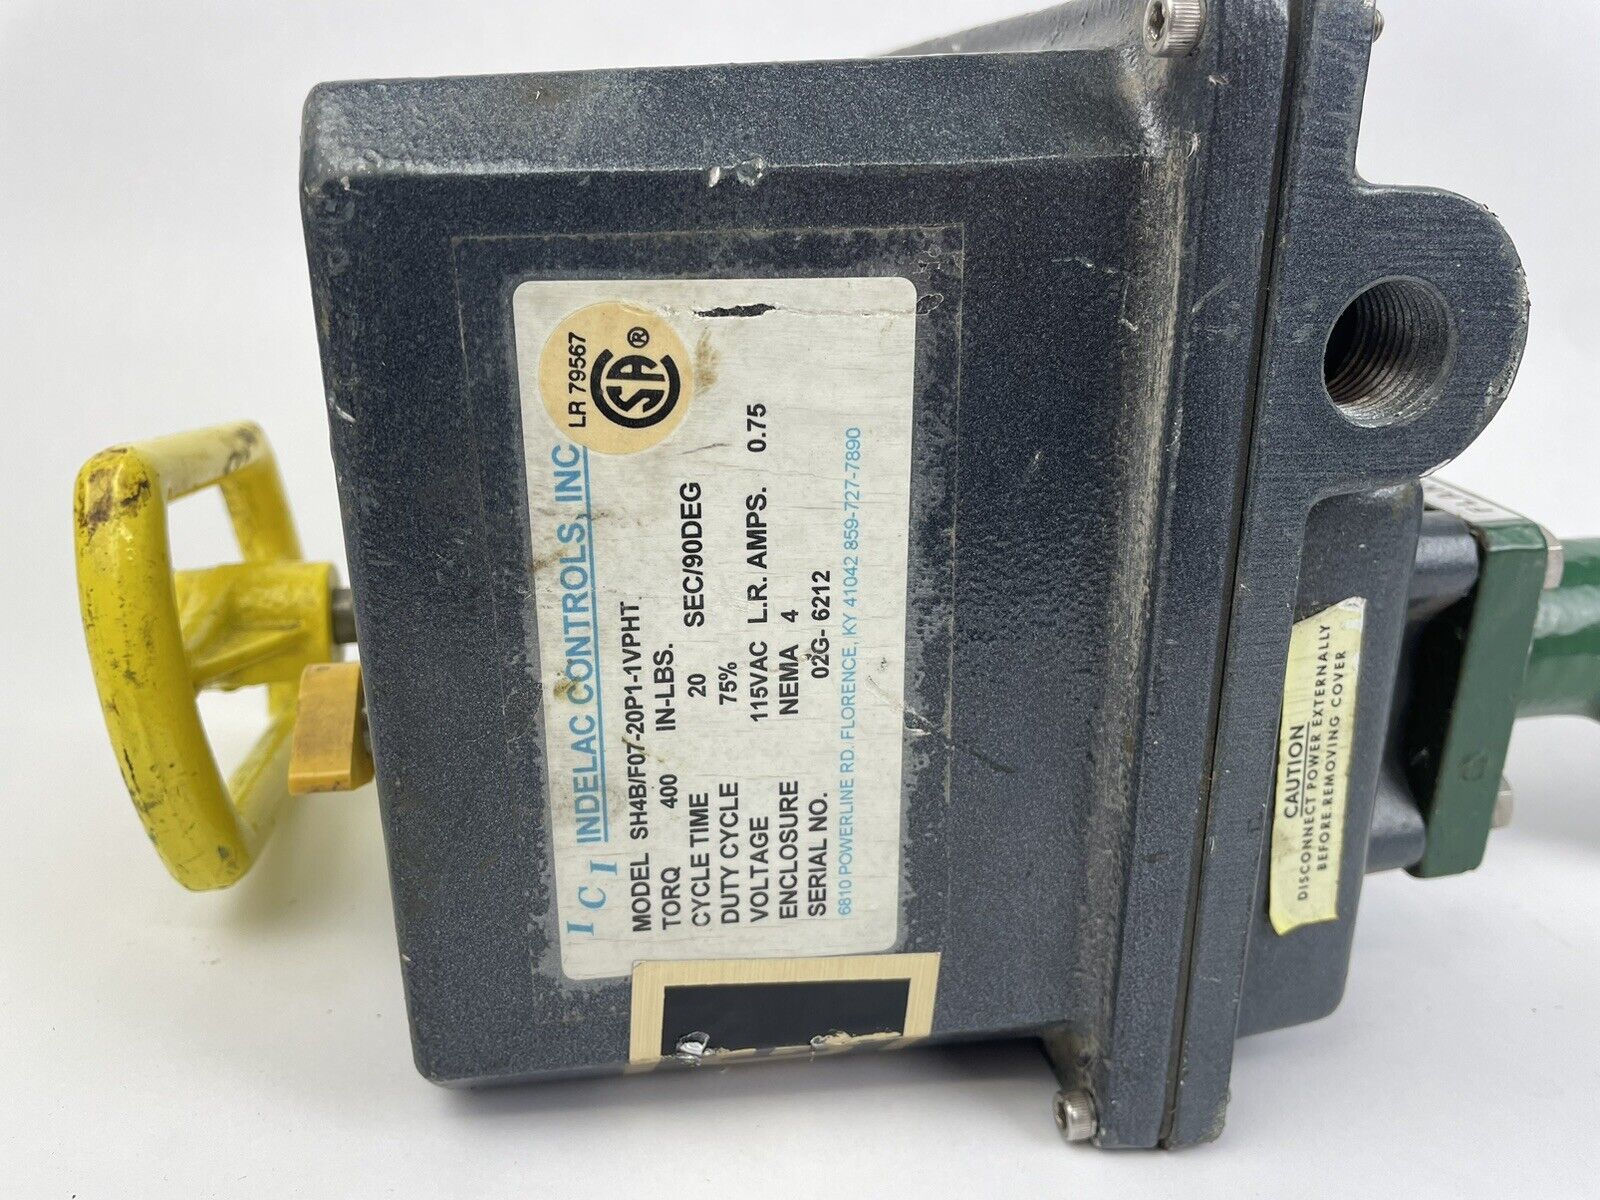 I C I INDELAC CONTROLS, INC
LR 79567
SA ®
MODEL SH4B/F07-20P1-1VPHT
TORQ 400 IN-LBS.
CYCLE TIME 20 SEC/90DEG
DUTY CYCLE 75%
VOLTAGE 115VAC L.R. AMPS. 0.75
ENCLOSURE NEMA 4
SERIAL NO. 02G- 6212
6810 POWERLINE RD. FLORENCE, KY 41042 859-727-7890
CAUTION
DISCONNECT POWER EXTERNALLY
BEFORE REMOVING COVER